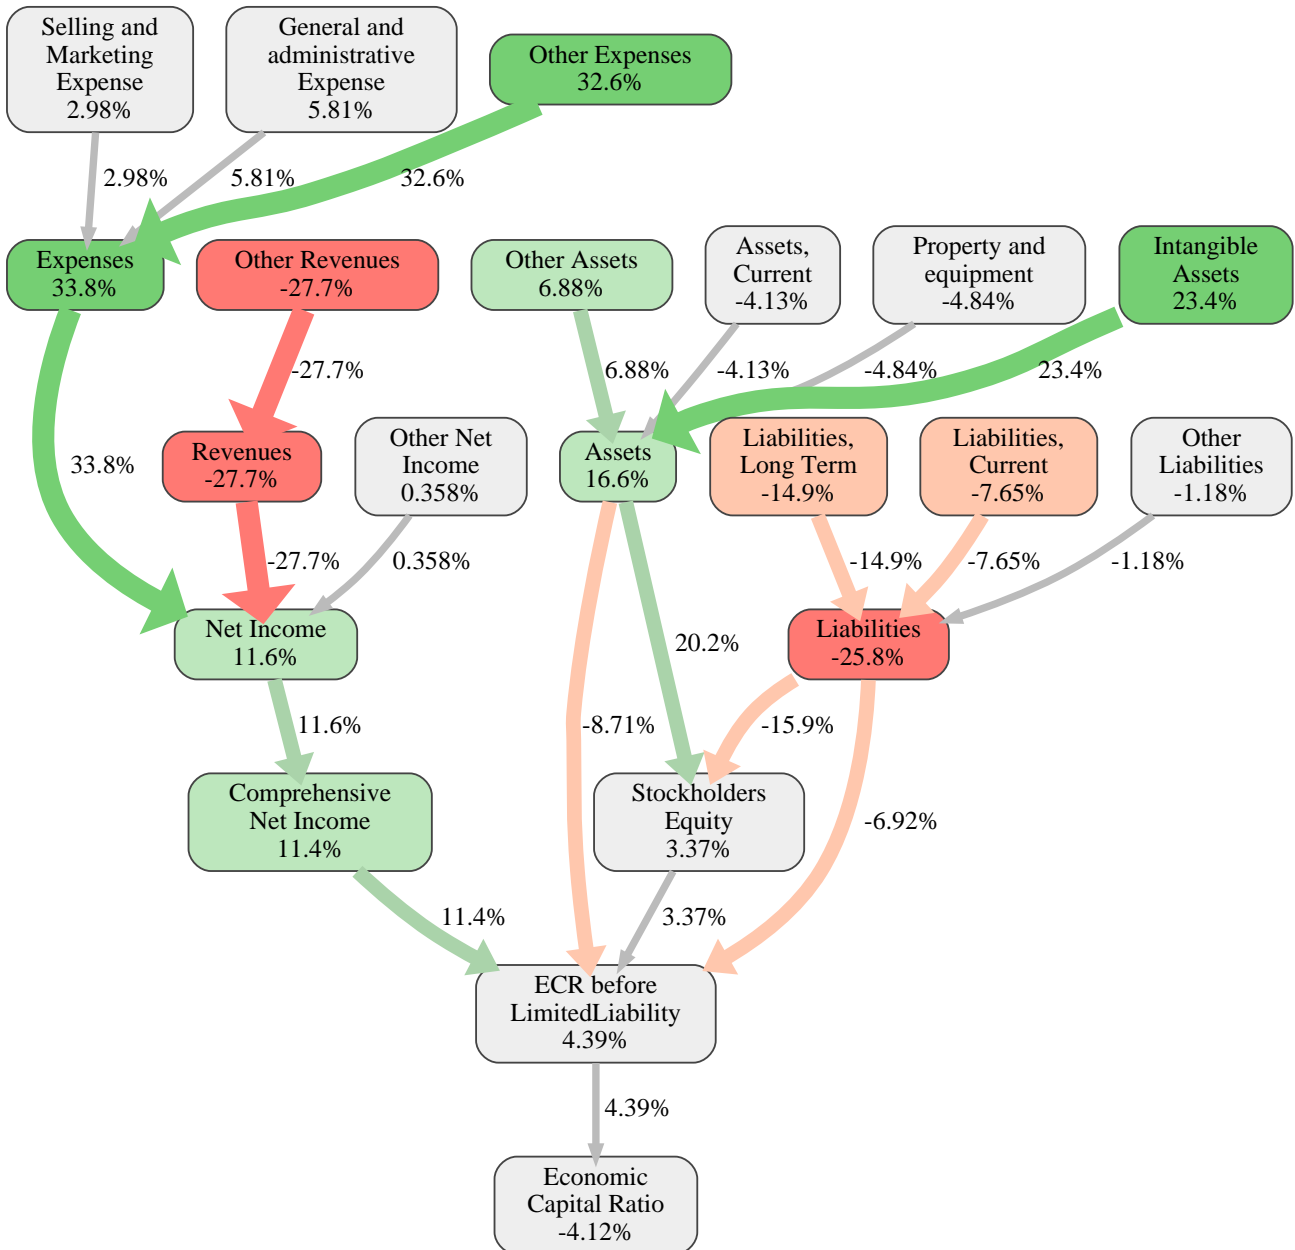 Selling and
Marketing
Expense
2.98%
General and
administrative
Expense
5.81%
Other Expenses
32.6%
2.98%
5.81%
32.6%
Expenses
33.8%
Other Revenues
-27.7%
Other Assets
6.88%
Assets,
Current
-4.13%
Property and
equipment
-4.84%
Intangible
Assets
23.4%
-27.7%
6.88%
-4.13%
-4.84%
23.4%
33.8%
Revenues
-27.7%
Other Net
Income
0.358%
Assets
16.6%
Liabilities,
Long Term
-14.9%
Liabilities,
Current
-7.65%
Other
Liabilities
-1.18%
-27.7%
0.358%
-14.9%
-7.65%
-1.18%
Net Income
11.6%
20.2%
Liabilities
-25.8%
11.6%
-8.71%
-15.9%
Comprehensive
Net Income
11.4%
Stockholders
Equity
3.37%
-6.92%
11.4%
3.37%
ECR before
LimitedLiability
4.39%
4.39%
Economic
Capital Ratio
-4.12%